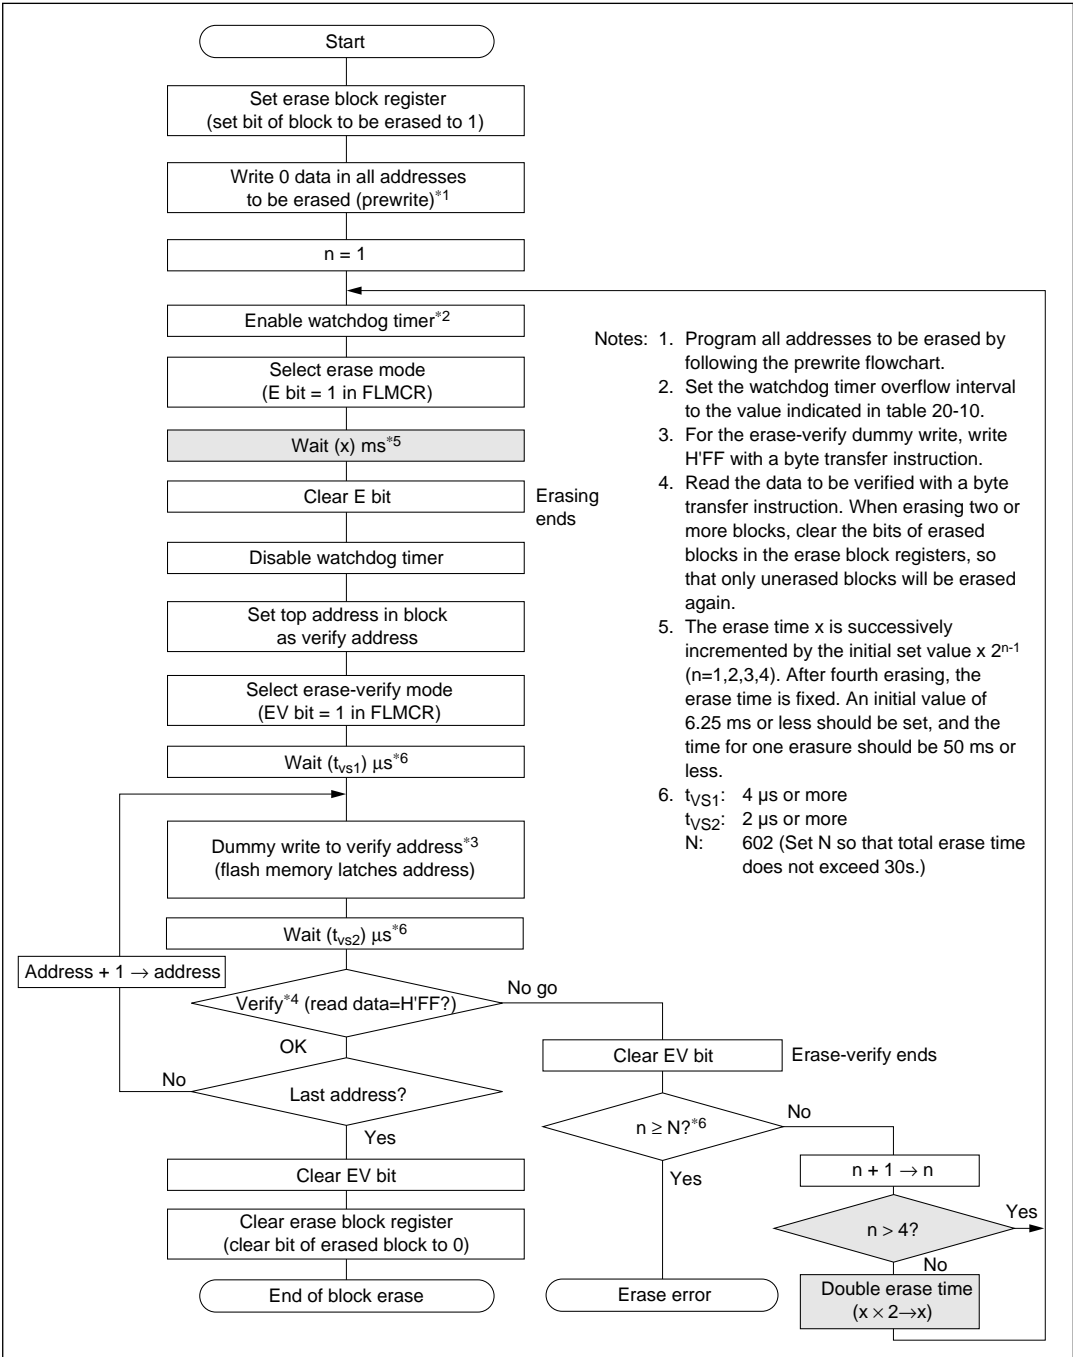 Start
Set erase block register
(set bit of block to be erased to 1)
Write 0 data in all addresses
to be erased (prewrite)*1
n = 1
Enable watchdog timer*2
Select erase mode
(E bit = 1 in FLMCR)
Wait (x) ms*5
Clear E bit
Erasing
ends
Disable watchdog timer
Set top address in block
as verify address
Select erase-verify mode
(EV bit = 1 in FLMCR)
Wait (tvs1) μs*6
Dummy write to verify address*3
(flash memory latches address)
Wait (tvs2) μs*6
Address + 1 → address
Verify*4 (read data=H'FF?)
No go
OK
Last address?
No
Yes
Clear EV bit
Clear erase block register
(clear bit of erased block to 0)
End of block erase
Clear EV bit
Erase-verify ends
n ≥ N?*6
No
Yes
Erase error
n + 1 → n
n > 4?
Yes
No
Double erase time
(x × 2→x)
Notes: 1. Program all addresses to be erased by
following the prewrite flowchart.
2. Set the watchdog timer overflow interval
to the value indicated in table 20-10.
3. For the erase-verify dummy write, write
H'FF with a byte transfer instruction.
4. Read the data to be verified with a byte
transfer instruction. When erasing two or
more blocks, clear the bits of erased
blocks in the erase block registers, so
that only unerased blocks will be erased
again.
5. The erase time x is successively
incremented by the initial set value x 2n-1
(n=1,2,3,4). After fourth erasing, the
erase time is fixed. An initial value of
6.25 ms or less should be set, and the
time for one erasure should be 50 ms or
less.
6. tVS1: 4 μs or more
tVS2: 2 μs or more
N: 602 (Set N so that total erase time
does not exceed 30s.)